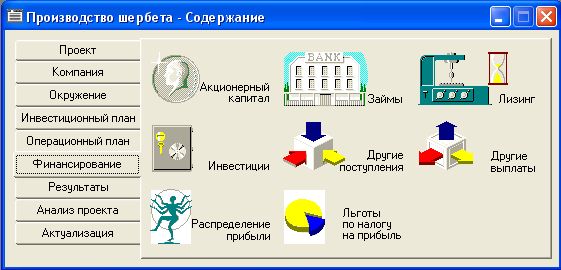 Производство шербета - Содержание
Проект
Компания
Окружение
Инвестиционный план
Операционный план
Финансирование
Результаты
Анализ проекта
Актуализация
Акционерный
капитал
BANK
Займы
Лизинг
Инвестиции
Другие
поступления
Другие
выплаты
Распределение
прибыли
Льготы
по налогу
на прибыль